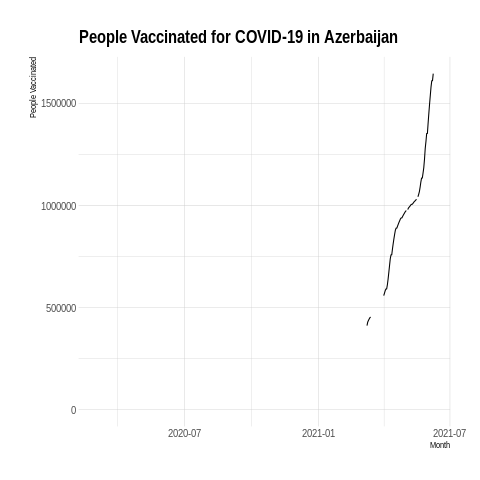 People Vaccinated for COVID-19 in Azerbaijan
People Vaccinated
1500000
1000000
500000
0
2020-07 2021-01 2021-07
Month